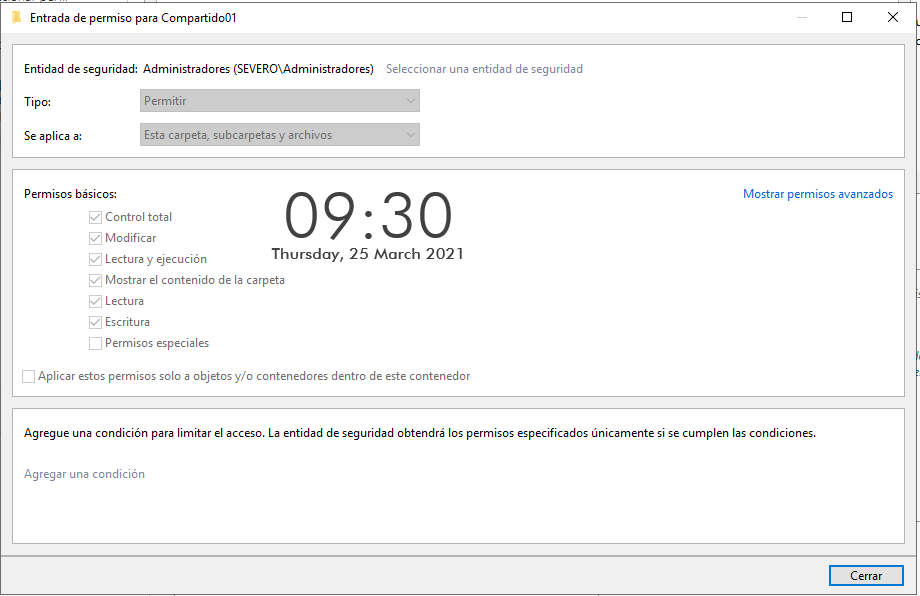 Entrada de permiso para Compartido01
Entidad de seguridad: Administradores (SEVERO\Administradores) Seleccionar una entidad de seguridad
Tipo: Permitir
Se aplica a: Esta carpeta, subcarpetas y archivos
Permisos básicos: Mostrar permisos avanzados
09:30
Thursday, 25 March 2021
Control total
Modificar
Lectura y ejecución
Mostrar el contenido de la carpeta
Lectura
Escritura
Permisos especiales
Aplicar estos permisos solo a objetos y/o contenedores dentro de este contenedor
Agregue una condición para limitar el acceso. La entidad de seguridad obtendrá los permisos especificados únicamente si se cumplen las condiciones.
Agregar una condición
Cerrar